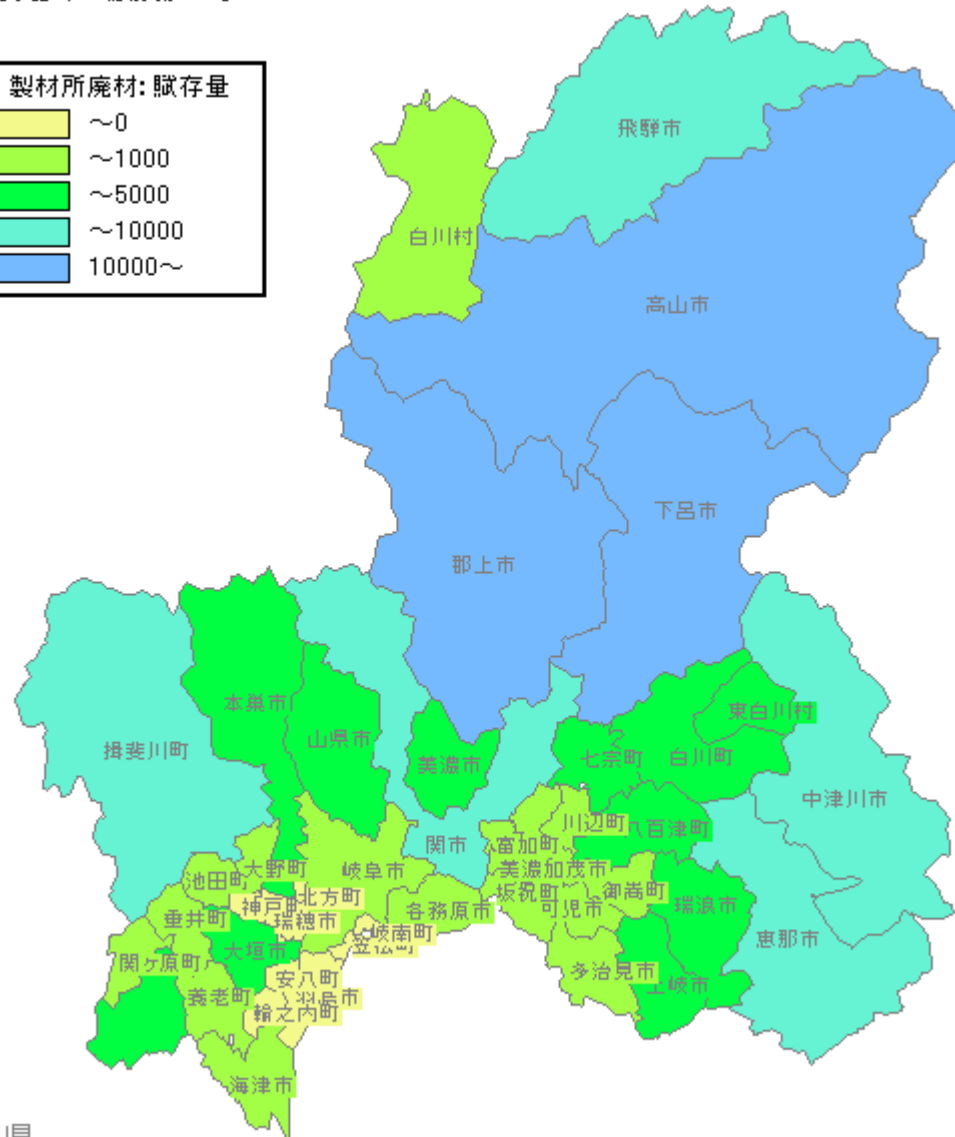 製材所廃材: 賦存量
～0
～1000
～5000
～10000
10000～
飛騨市
白川村
高山市
下呂市
郡上市
本巣市
東白川村
山県市
揖斐川町
美濃市
七宗町
白川町
中津川市
川辺町
八百津町
関市
富加町
大野町
岐阜市
美濃加茂市
池田町
御嵩町
北方町
坂祝町
神戸町
瑞浪市
各務原市
可児市
垂井町
瑞穂市
岐南町
恵那市
笠松町
大垣市
関ヶ原町
多治見市
安八町
土岐市
養老町
羽島市
輪之内町
海津市
県